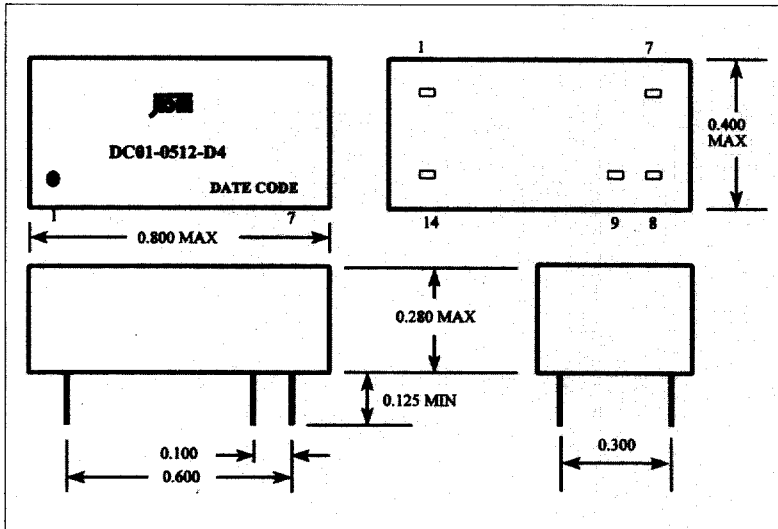 DC01-0512-D4
DATE CODE
1
7
0.800 MAX
1
7
14
9
8
0.400
MAX
0.280 MAX
0.125 MIN
0.100
0.600
0.300